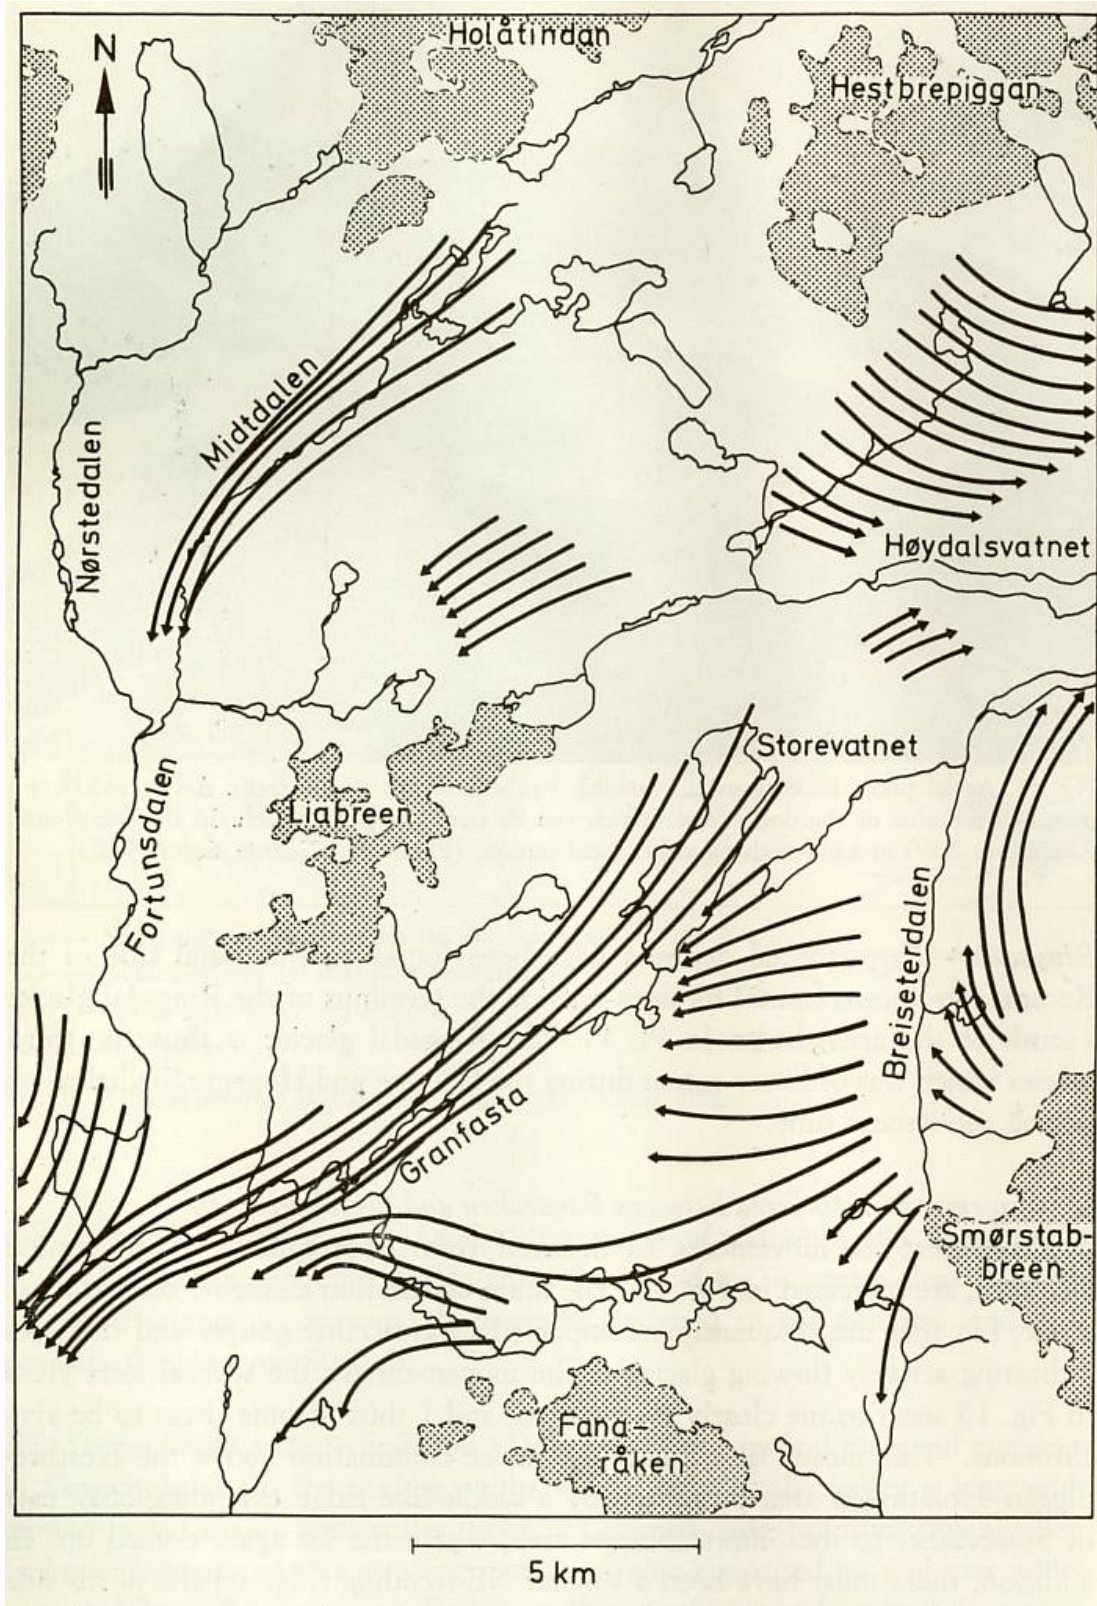 Holåtindan
N
Hestbrepiggan
Midtdalen
Nørstedalen
Høydalsvatnet
Storevatnet
Liabreen
Fortunsdalen
Breiseterdalen
Granfasta
Smørstab-
breen
Fana-
råken
5 km